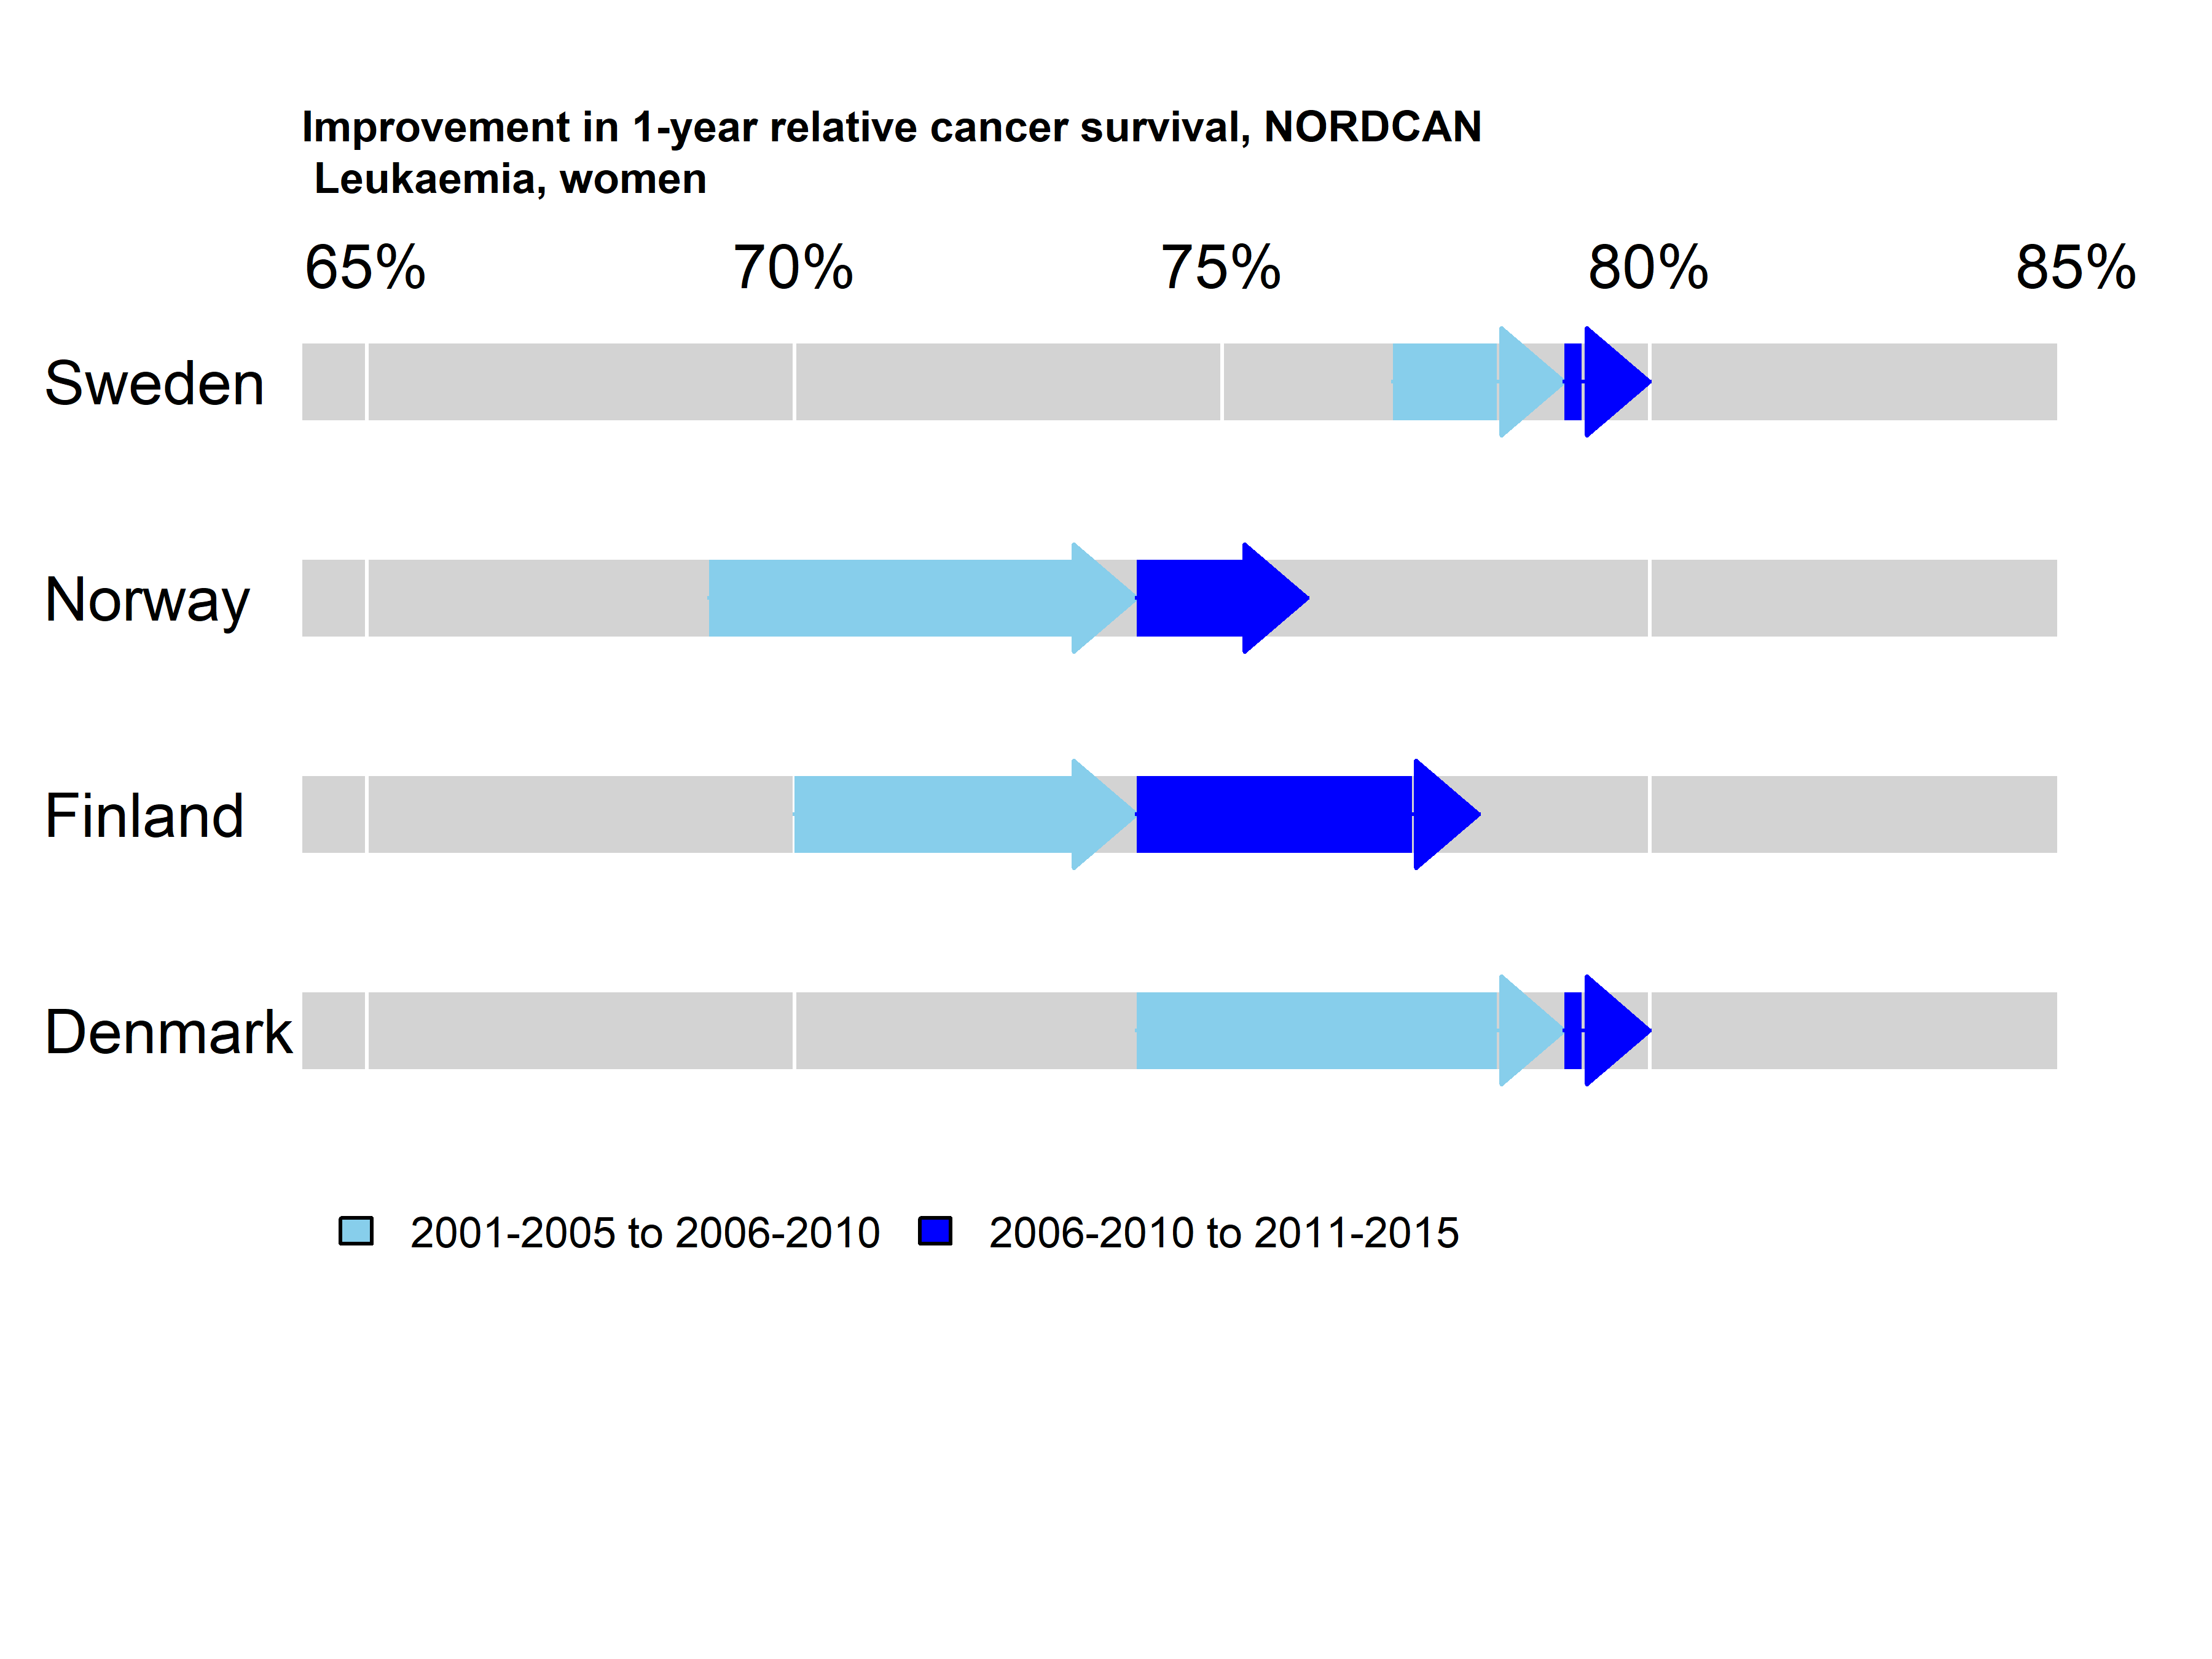 Improvement in 1-year relative cancer survival, NORDCAN
Leukaemia, women
65% 70% 75% 80% 85%
Sweden
Norway
Finland
Denmark
2001-2005 to 2006-2010 2006-2010 to 2011-2015